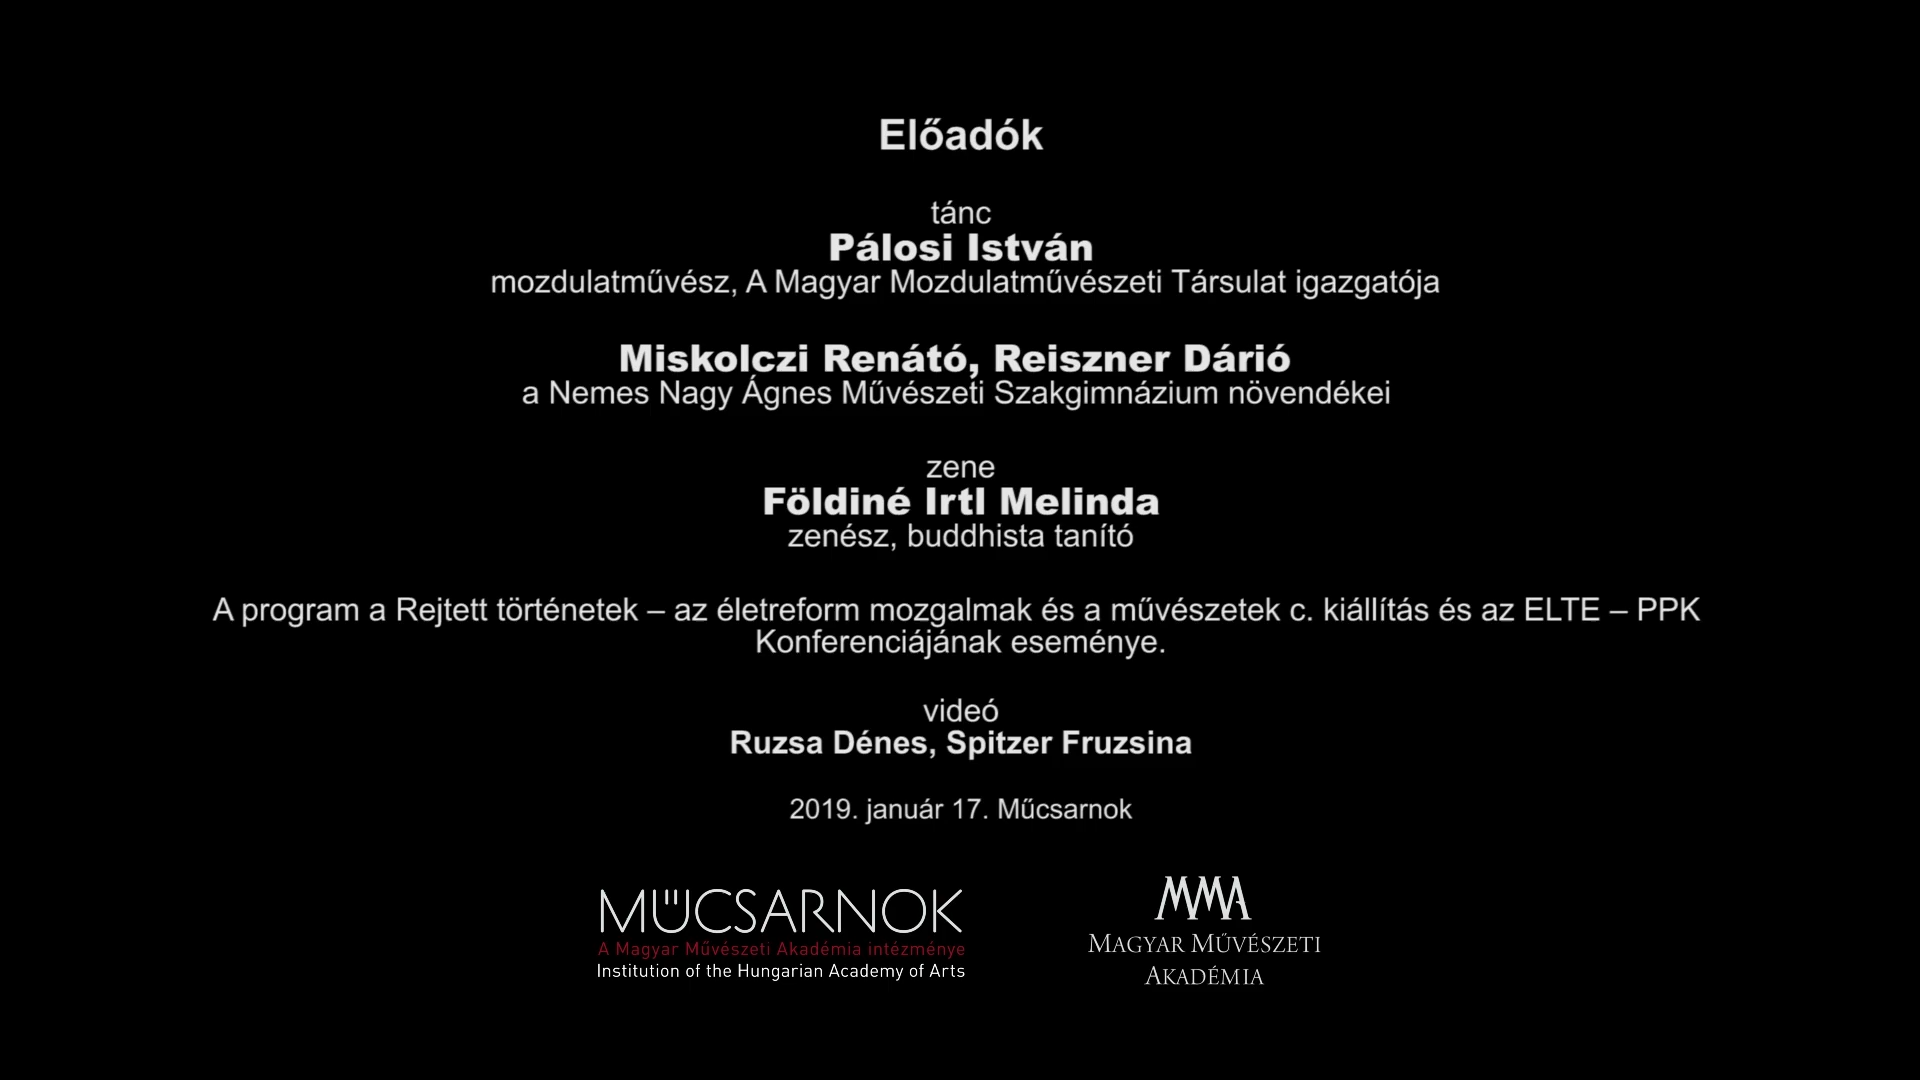 Előadók
tánc
Pálosi István
mozdulatművész, A Magyar Mozdulatművészeti Társulat igazgatója
Miskolczi Renátó, Reiszner Dárió
a Nemes Nagy Ágnes Művészeti Szakgimnázium növendékei
zene
Földiné Irtl Melinda
zenész, buddhista tanító
A program a Rejtett történetek – az életreform mozgalmak és a művészetek c. kiállítás és az ELTE – PPK
Konferenciájának eseménye.
videó
Ruzsa Dénes, Spitzer Fruzsina
2019. január 17. Műcsarnok
MŰCSARNOK
A Magyar Művészeti Akadémia intézménye
Institution of the Hungarian Academy of Arts
MMA
MAGYAR MŰVÉSZETI
AKADÉMIA